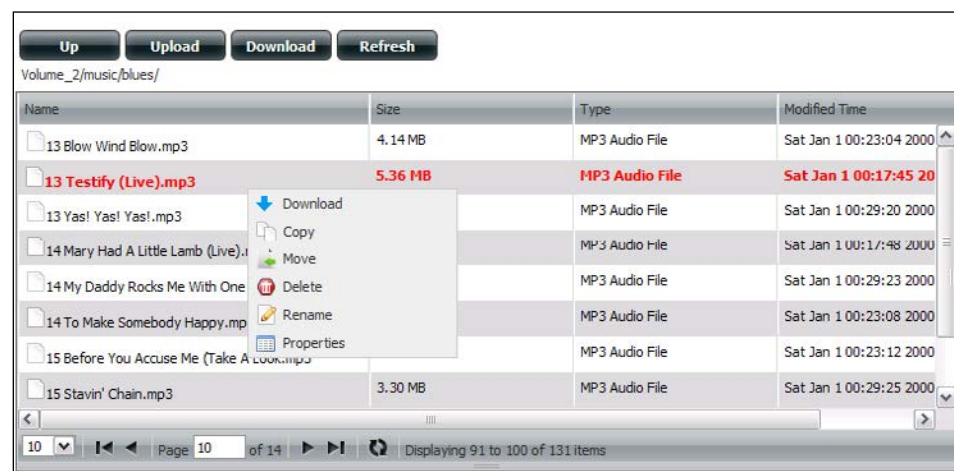 Up Upload Download Refresh
Volume_2/music/blues/
Name Size Type Modified Time
13 Blow Wind Blow.mp3 4.14 MB MP3 Audio File Sat Jan 1 00:23:04 2000
13 Testify (Live).mp3 5.36 MB MP3 Audio File Sat Jan 1 00:17:45 20
13 Yas! Yas! Yas!.mp3 MP3 Audio File Sat Jan 1 00:29:20 2000
14 Mary Had A Little Lamb (Live). MP3 Audio File Sat Jan 1 00:17:48 2000
14 My Daddy Rocks Me With One MP3 Audio File Sat Jan 1 00:29:23 2000
14 To Make Somebody Happy.mp MP3 Audio File Sat Jan 1 00:23:08 2000
15 Before You Accuse Me (Take A Look.mp3 MP3 Audio File Sat Jan 1 00:23:12 2000
15 Stavin' Chain.mp3 3.30 MB MP3 Audio File Sat Jan 1 00:29:25 2000
Download
Copy
Move
Delete
Rename
Properties
10 Page 10 of 14 Displaying 91 to 100 of 131 items